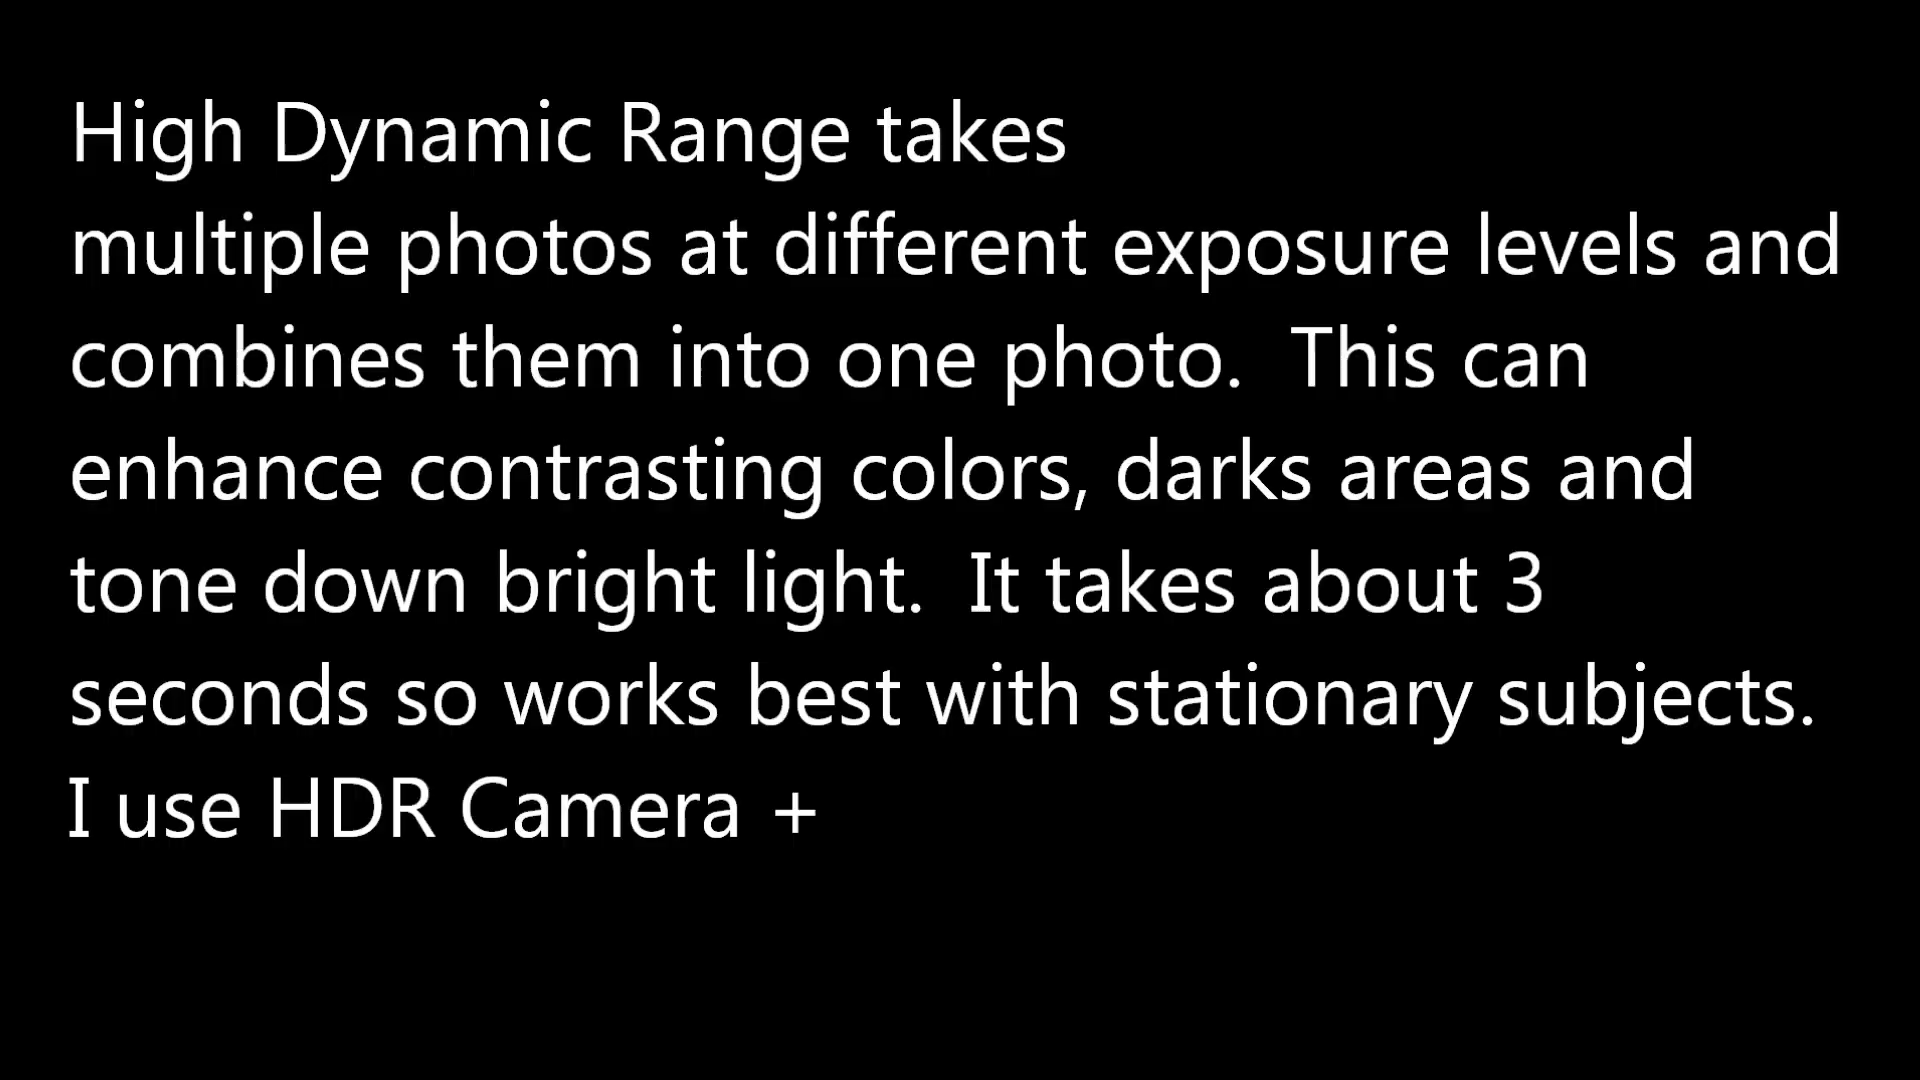 High Dynamic Range takes
multiple photos at different exposure levels and
combines them into one photo.  This can
enhance contrasting colors, darks areas and
tone down bright light.  It takes about 3
seconds so works best with stationary subjects.
I use HDR Camera +